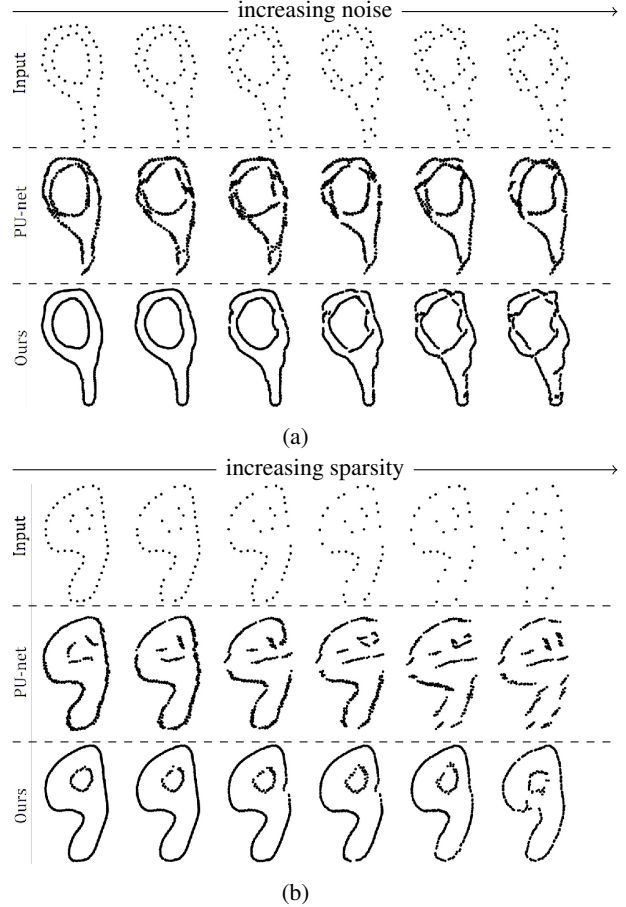 increasing noise
Input
PU-net
Ours
(a)
increasing sparsity
Input
PU-net
Ours
(b)